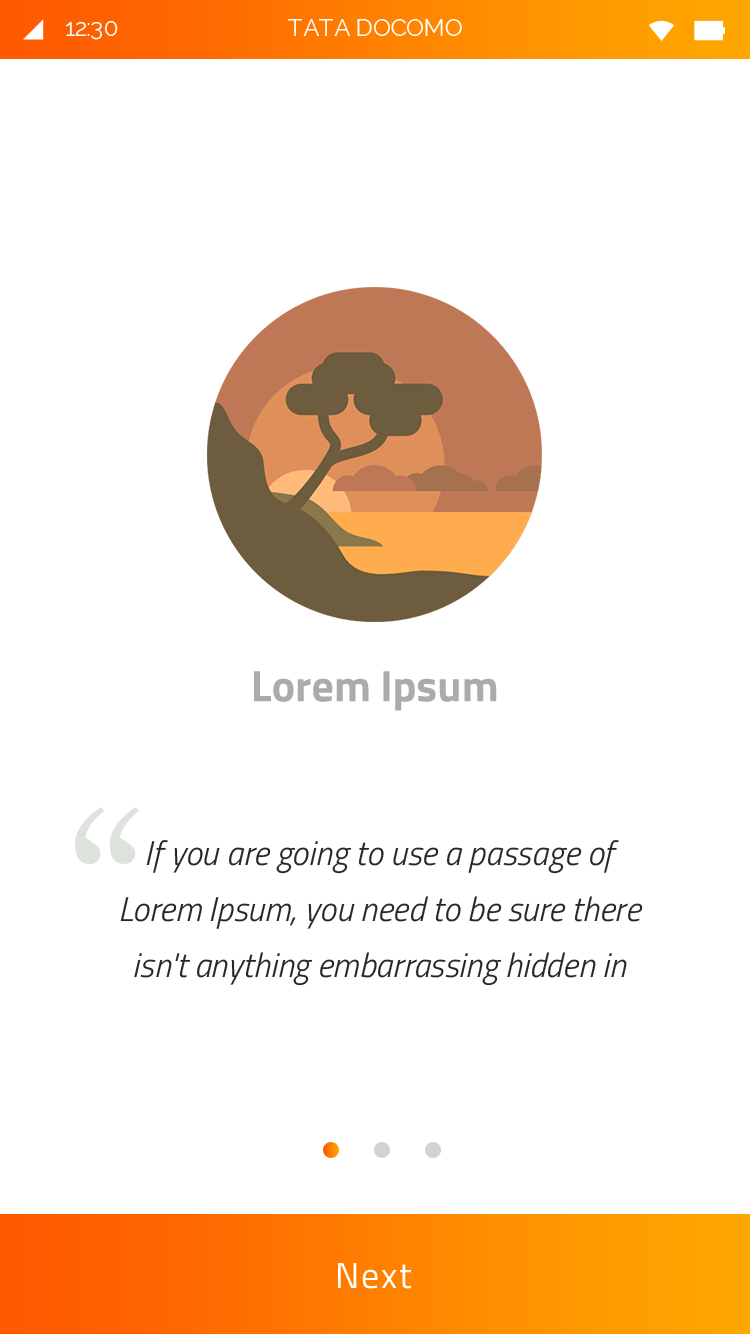 12:30 TATA DOCOMO
Lorem Ipsum
“ If you are going to use a passage of
Lorem Ipsum, you need to be sure there
isn't anything embarrassing hidden in
Next